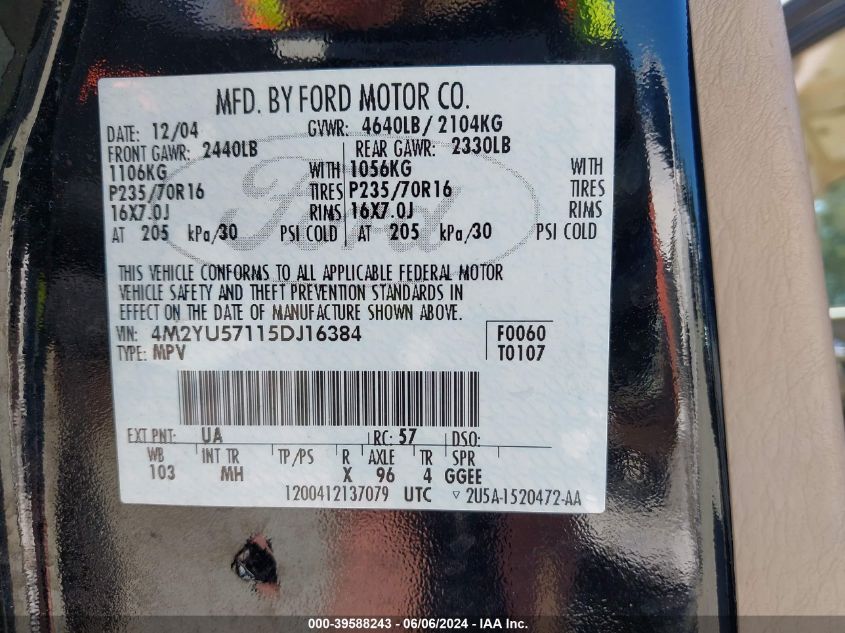 MFD. BY FORD MOTOR CO.
DATE: 12/04 GVWR: 4640LB/ 2104KG
FRONT GAWR: 2440LB REAR GAWR: 2330LB
1106KG WITH 1056KG WITH
P235/70R16 TIRES P235/70R16 TIRES
16X7.0J RIMS 16X7.0J RIMS
AT 205 kPa/30 PSI COLD AT 205 kPa/30 PSI COLD
Ford
THIS VEHICLE CONFORMS TO ALL APPLICABLE FEDERAL MOTOR
VEHICLE SAFETY AND THEFT PREVENTION STANDARDS IN
EFFECT ON THE DATE OF MANUFACTURE SHOWN ABOVE.
VIN: 4M2YU57115DJ16384 F0060
TYPE: MPV T0107
EXT PNT: UA RC: 57 DSO:
WB INT TR TP/PS R AXLE TR SPR
103 MH X 96 4 GGEE
1200412137079 UTC ▽ 2U5A-1520472-AA
000-39588243 - 06/06/2024 - IAA Inc.